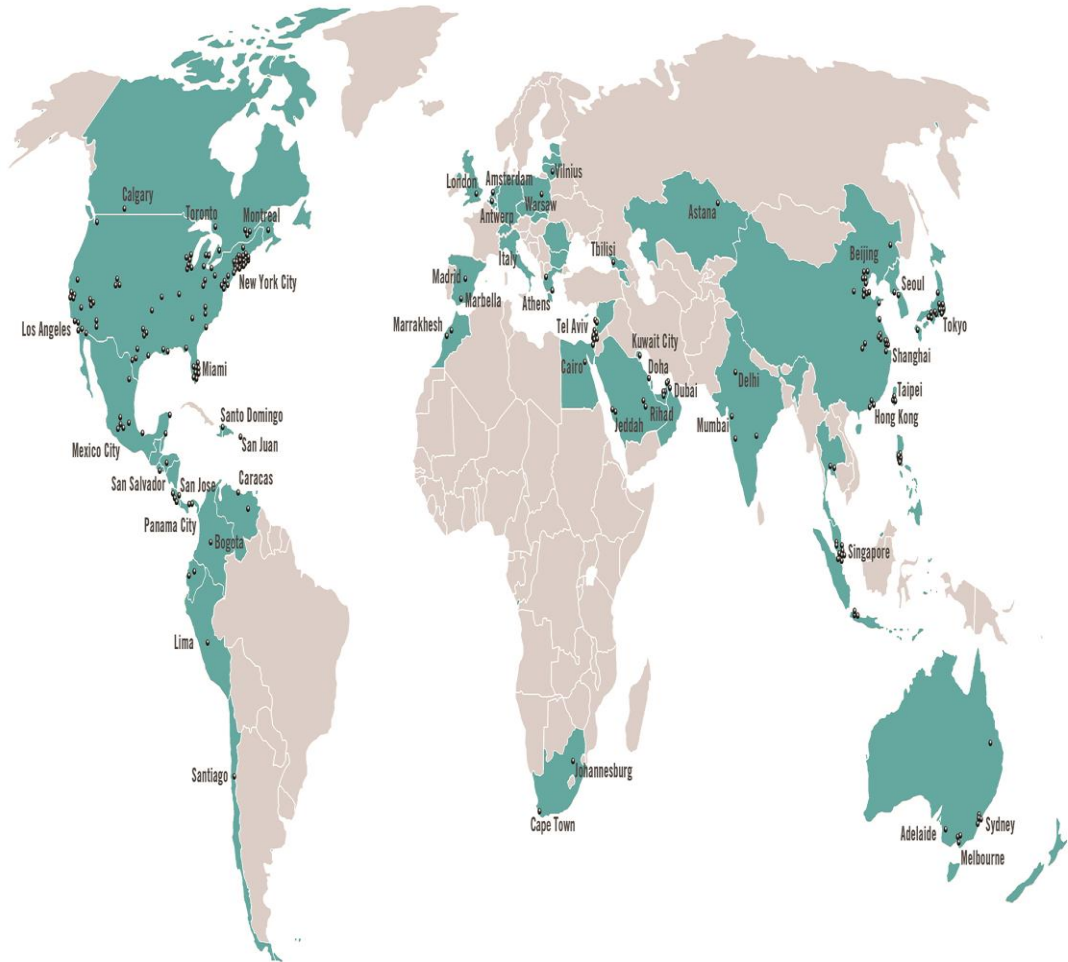 Calgary
Toronto
Montreal
New York City
Los Angeles
Miami
Santo Domingo
San Juan
Mexico City
San Salvador
San Jose
Caracas
Panama City
Bogota
Lima
Santiago
London
Amsterdam
Vilnius
Antwerp
Warsaw
Italy
Madrid
Marbella
Athens
Tbilisi
Marrakhesh
Tel Aviv
Cairo
Kuwait City
Doha
Dubai
Jeddah
Rihad
Astana
Beijing
Seoul
Tokyo
Shanghai
Delhi
Mumbai
Taipei
Hong Kong
Singapore
Johannesburg
Cape Town
Adelaide
Sydney
Melbourne